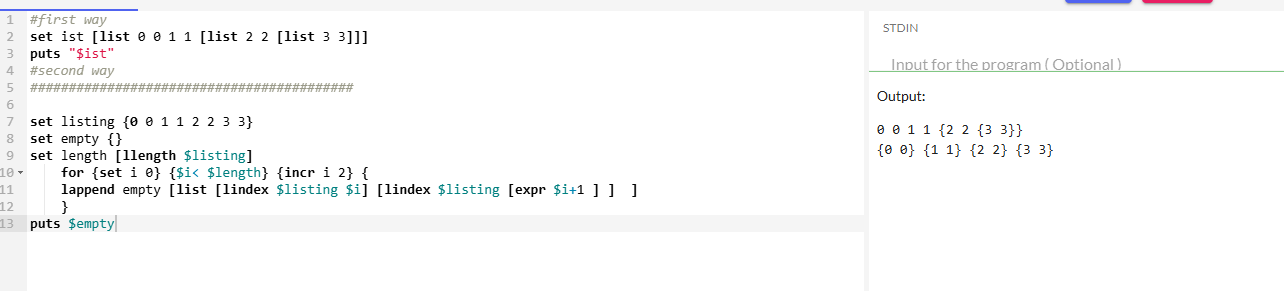 1 #first way
2 set ist [list 0 0 1 1 [list 2 2 [list 3 3]]]
3 puts "$ist"
4 #second way
5 ##########################################
6
7 set listing {0 0 1 1 2 2 3 3}
8 set empty {}
9 set length [llength $listing]
10 for {set i 0} {$i< $length} {incr i 2} {
11 lappend empty [list [lindex $listing $i] [lindex $listing [expr $i+1 ] ]  ]
12 }
13 puts $empty
STDIN
Input for the program ( Optional )
Output:
0 0 1 1 {2 2 {3 3}}
{0 0} {1 1} {2 2} {3 3}